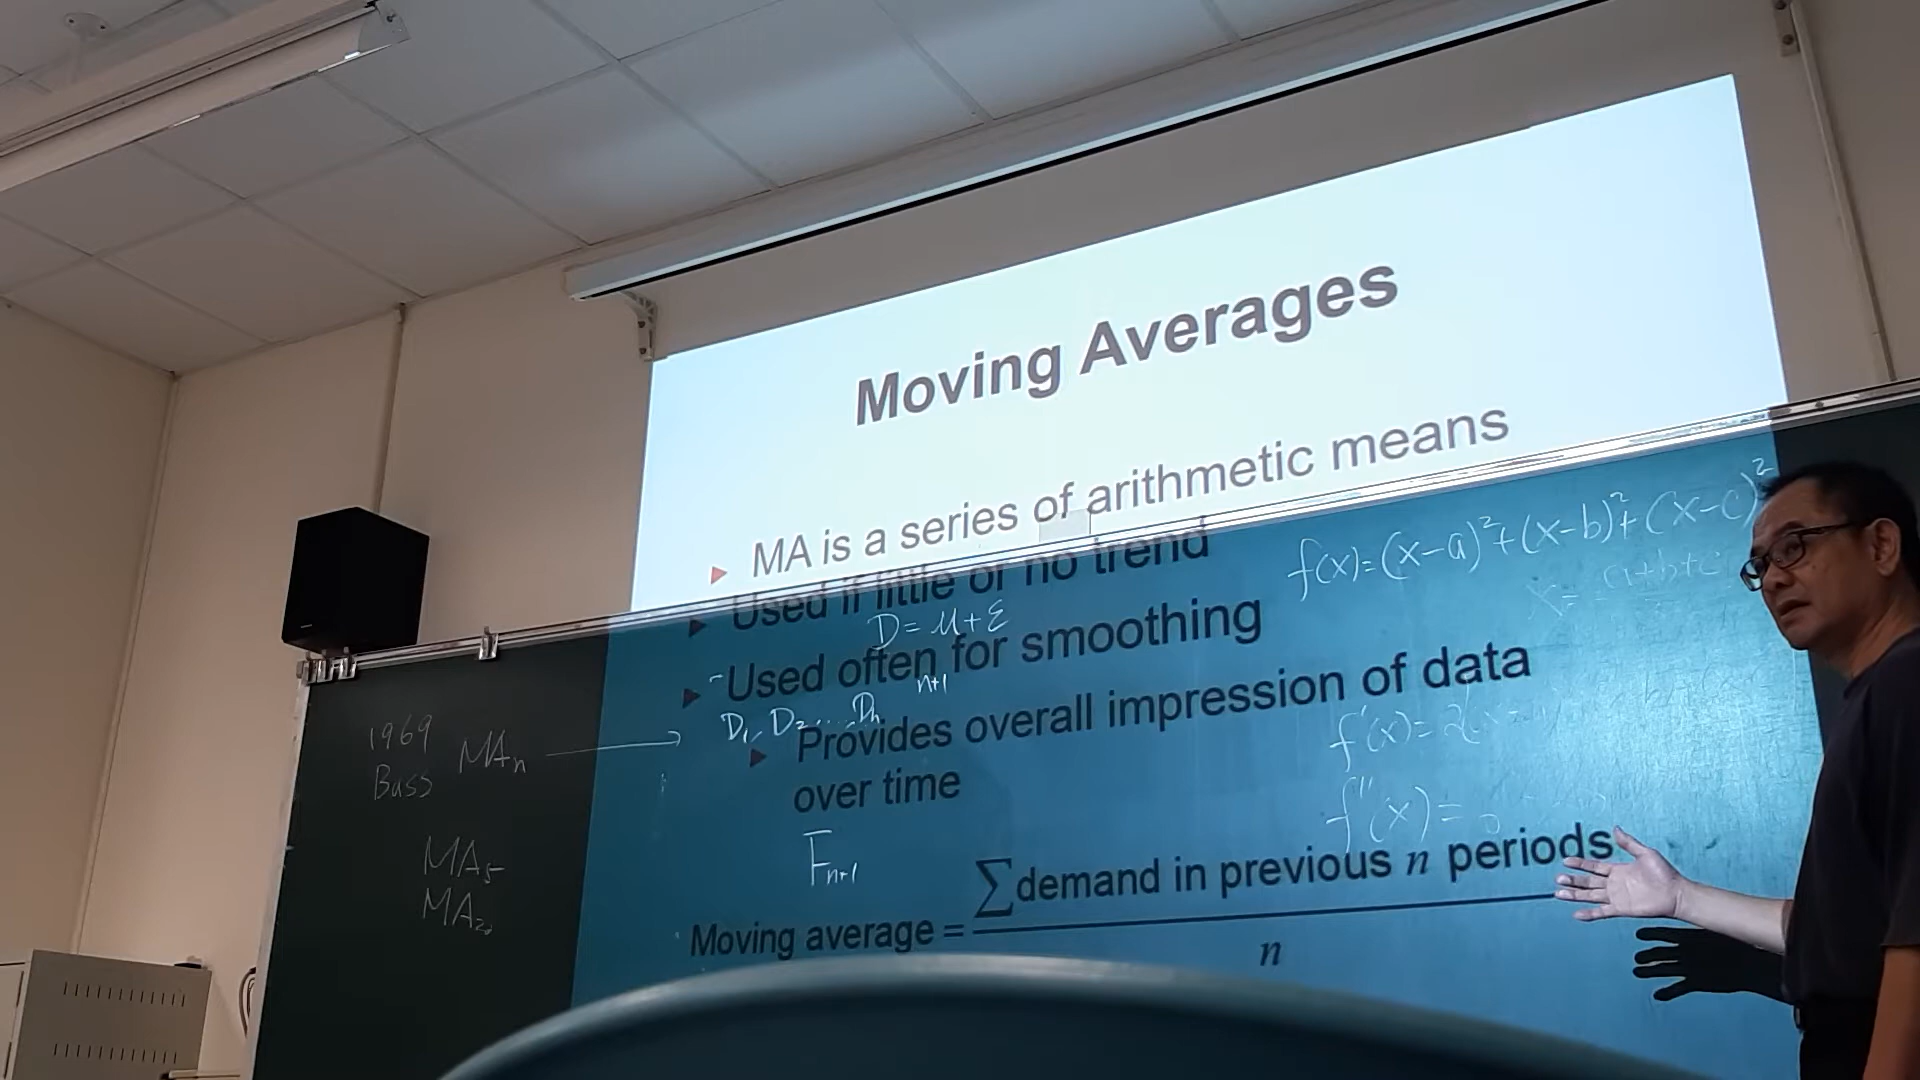 Moving Averages
MA is a series of arithmetic means
Used if little or no trend
D = μ + ε
Used often for smoothing
n+1
D₁, D₂ .... Dₙ
Provides overall impression of data
over time
Fₙ₊₁
Moving average = ∑ demand in previous n periods
n
f(x) = (x-a)² + (x-b)² + (x-c)²
x = a+b+c
f'(x) = 2(x-
f''(x) =
1969
Bass
MAₙ
MA₅
MA₂₀